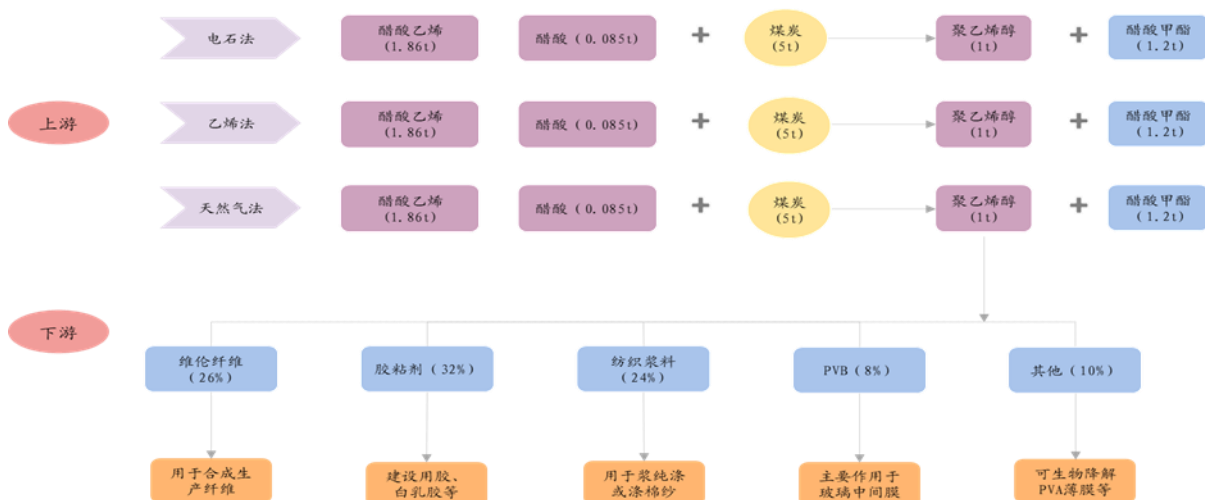 电石法
醋酸乙烯
(1.86t)
醋酸（0.085t）
+
煤炭
(5t)
聚乙烯醇
(1t)
+
醋酸甲酯
(1.2t)
上游
乙烯法
醋酸乙烯
(1.86t)
醋酸（0.085t）
+
煤炭
(5t)
聚乙烯醇
(1t)
+
醋酸甲酯
(1.2t)
天然气法
醋酸乙烯
(1.86t)
醋酸（0.085t）
+
煤炭
(5t)
聚乙烯醇
(1t)
+
醋酸甲酯
(1.2t)
下游
维伦纤维
(26%)
胶粘剂（32%）
纺织浆料
(24%)
PVB（8%）
其他（10%）
用于合成生
产纤维
建设用胶、
白乳胶等
用于浆纯涤
或涤棉纱
主要作用于
玻璃中间膜
可生物降解
PVA薄膜等